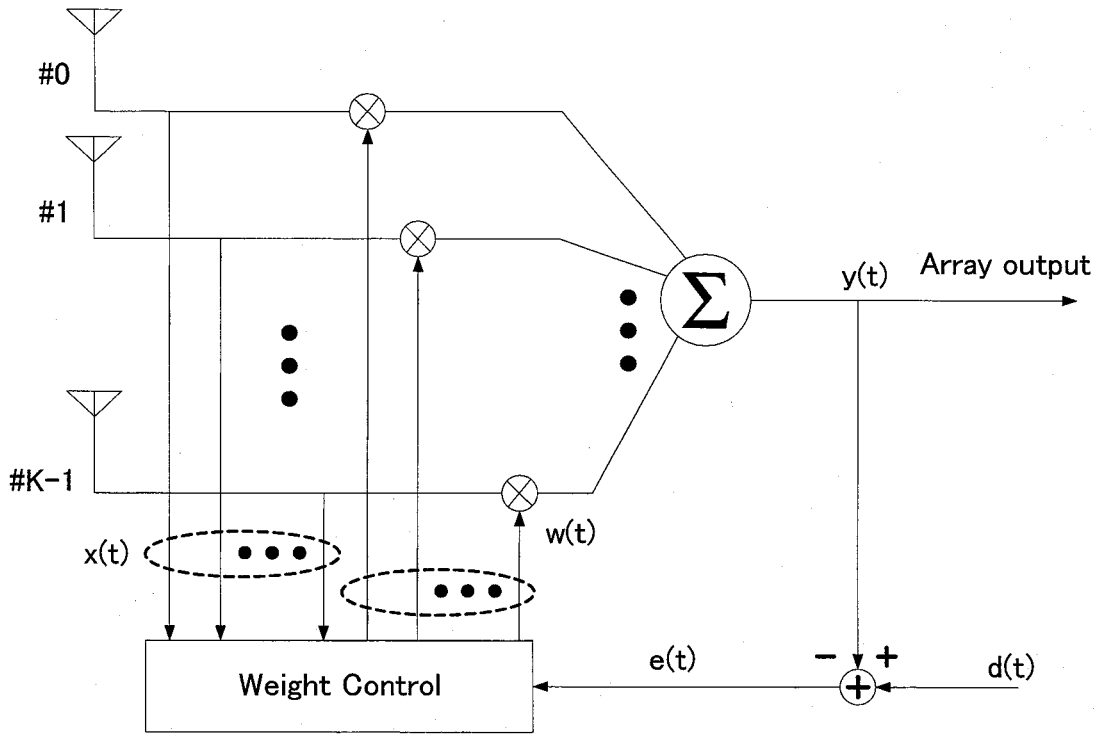 #0
#1
Σ
y(t)
Array output
#K-1
x(t)
w(t)
Weight Control
e(t)
- +
+
d(t)